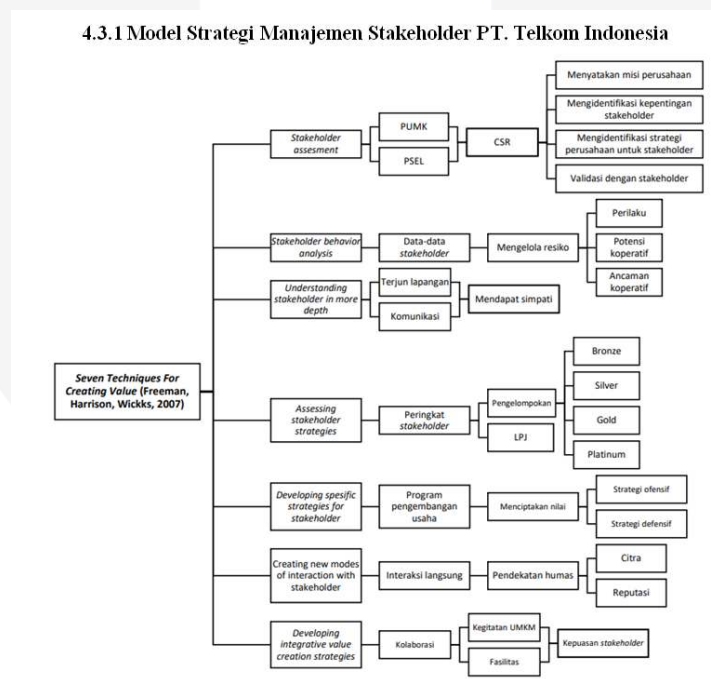 4.3.1 Model Strategi Manajemen Stakeholder PT. Telkom Indonesia
Seven Techniques For
Creating Value (Freeman,
Harrison, Wickks, 2007)
Stakeholder
assesment
PUMK
PSEL
CSR
Menyatakan misi perusahaan
Mengidentifikasi kepentingan
stakeholder
Mengidentifikasi strategi
perusahaan untuk stakeholder
Validasi dengan stakeholder
Stakeholder behavior
analysis
Data-data
stakeholder
Mengelola resiko
Perilaku
Potensi
koperatif
Ancaman
koperatif
Understanding
stakeholder in more
depth
Terjun lapangan
Komunikasi
Mendapat simpati
Assessing
stakeholder
strategies
Peringkat
stakeholder
Pengelompokan
LPJ
Bronze
Silver
Gold
Platinum
Developing spesific
strategies for
stakeholder
Program
pengembangan
usaha
Menciptakan nilai
Strategi ofensif
Strategi defensif
Creating new modes
of interaction with
stakeholder
Interaksi langsung
Pendekatan humas
Citra
Reputasi
Developing
integrative value
creation strategies
Kolaborasi
Kegitatan UMKM
Fasilitas
Kepuasan stakeholder